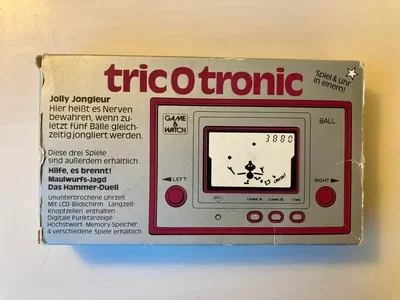 tricOtronic
Spiel & Uhr
in einem!
Jolly Jongleur
Hier heißt es Nerven
bewahren, wenn zu-
letzt fünf Bälle gleich-
zeitig jongliert werden.
Diese drei Spiele
sind außerdem erhältlich:
Hilfe, es brennt!
Maulwurfs-Jagd
Das Hammer-Duell
Ununterbrochene Uhrzeit
Mit LCD-Bildschirm · Langzeit-
Knopfzellen enthalten
Digitale Punktanzeige
Höchstwert-Memory-Speicher
4 verschiedene Spiele erhältlich
GAME
&
WATCH
3880
BALL
LEFT
RIGHT
GAME A
GAME B
TIME